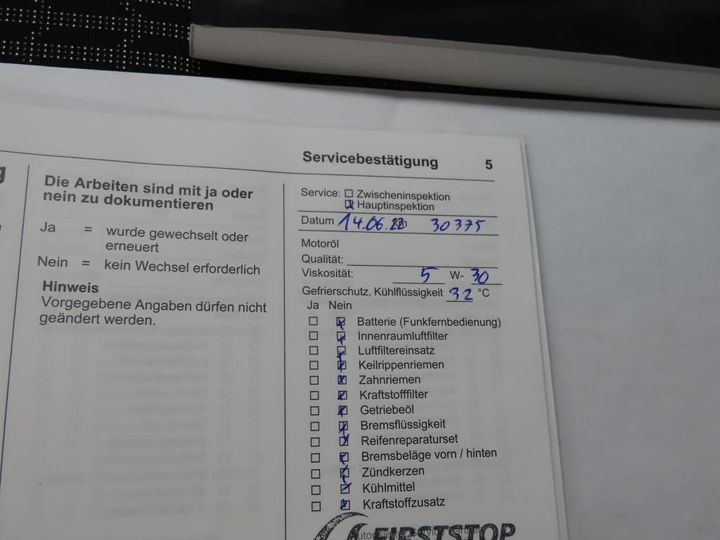 Servicebestätigung 5
Die Arbeiten sind mit ja oder
nein zu dokumentieren
Ja = wurde gewechselt oder
erneuert
Nein = kein Wechsel erforderlich
Hinweis
Vorgegebene Angaben dürfen nicht
geändert werden.
Service: Zwischeninspektion
Hauptinspektion
Datum 14.06. 30375
Motoröl
Qualität:
Viskosität: 5 W- 30
Gefrierschutz, Kühlflüssigkeit 32 °C
Ja Nein
Batterie (Funkfernbedienung)
Innenraumluftfilter
Luftfiltereinsatz
Keilrippenriemen
Zahnriemen
Kraftstofffilter
Getriebeöl
Bremsflüssigkeit
Reifenreparaturset
Bremsbeläge vorn / hinten
Zündkerzen
Kühlmittel
Kraftstoffzusatz
FIRSTSTOP